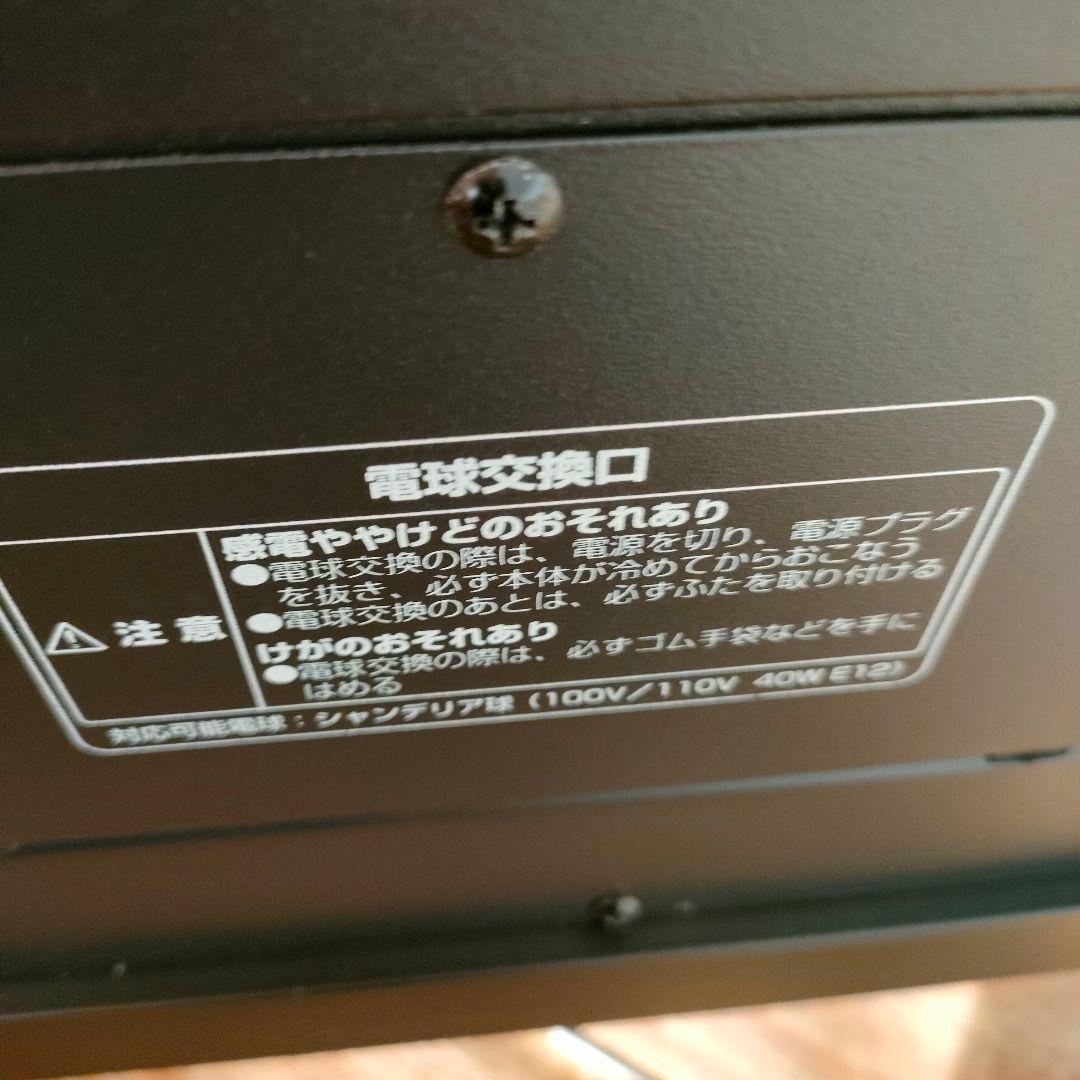 電球交換口
注意
感電ややけどのおそれあり
●電球交換の際は、電源を切り、電源プラグ
を抜き、必ず本体が冷めてからおこなう
●電球交換のあとは、必ずふたを取り付ける
けがのおそれあり
●電球交換の際は、必ずゴム手袋などを手に
はめる
対応可能電球：シャンデリア球（100V／110V 40W E12）